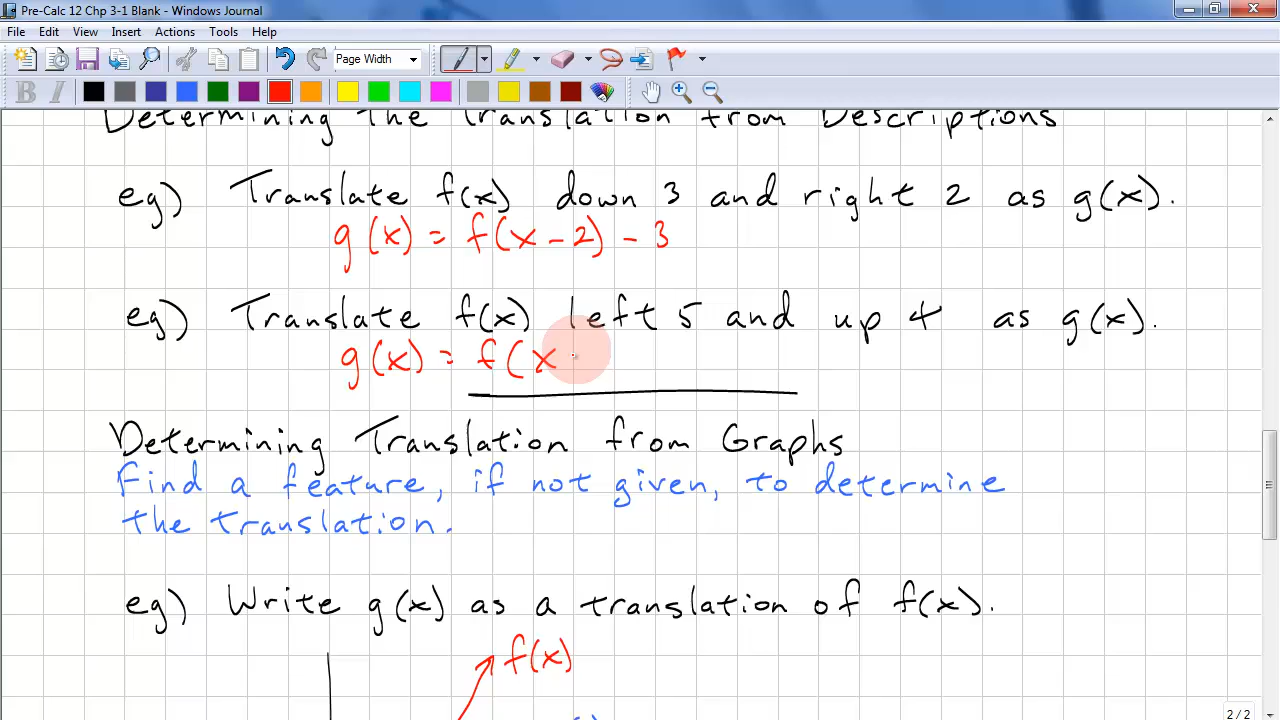 Pre-Calc 12 Chp 3-1 Blank - Windows Journal
File Edit View Insert Actions Tools Help
Page Width
B I
Determining the Translation from Descriptions
eg) Translate f(x) down 3 and right 2 as g(x).
g(x) = f(x-2) - 3
eg) Translate f(x) left 5 and up 4 as g(x).
g(x) = f(x
Determining Translation from Graphs
Find a feature, if not given, to determine
the translation.
eg) Write g(x) as a translation of f(x).
f(x)
2/2